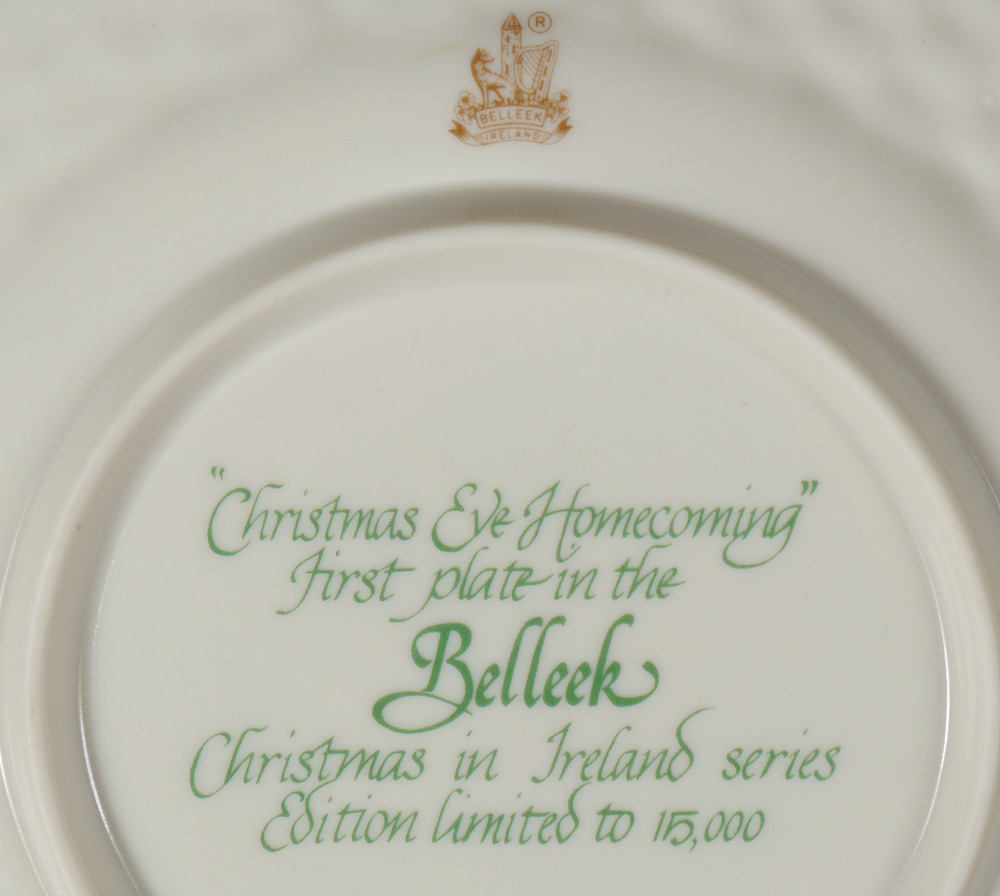 ®
BELLEEK
IRELAND
"Christmas Eve Homecoming"
First plate in the
Belleek
Christmas in Ireland series
Edition limited to 15,000